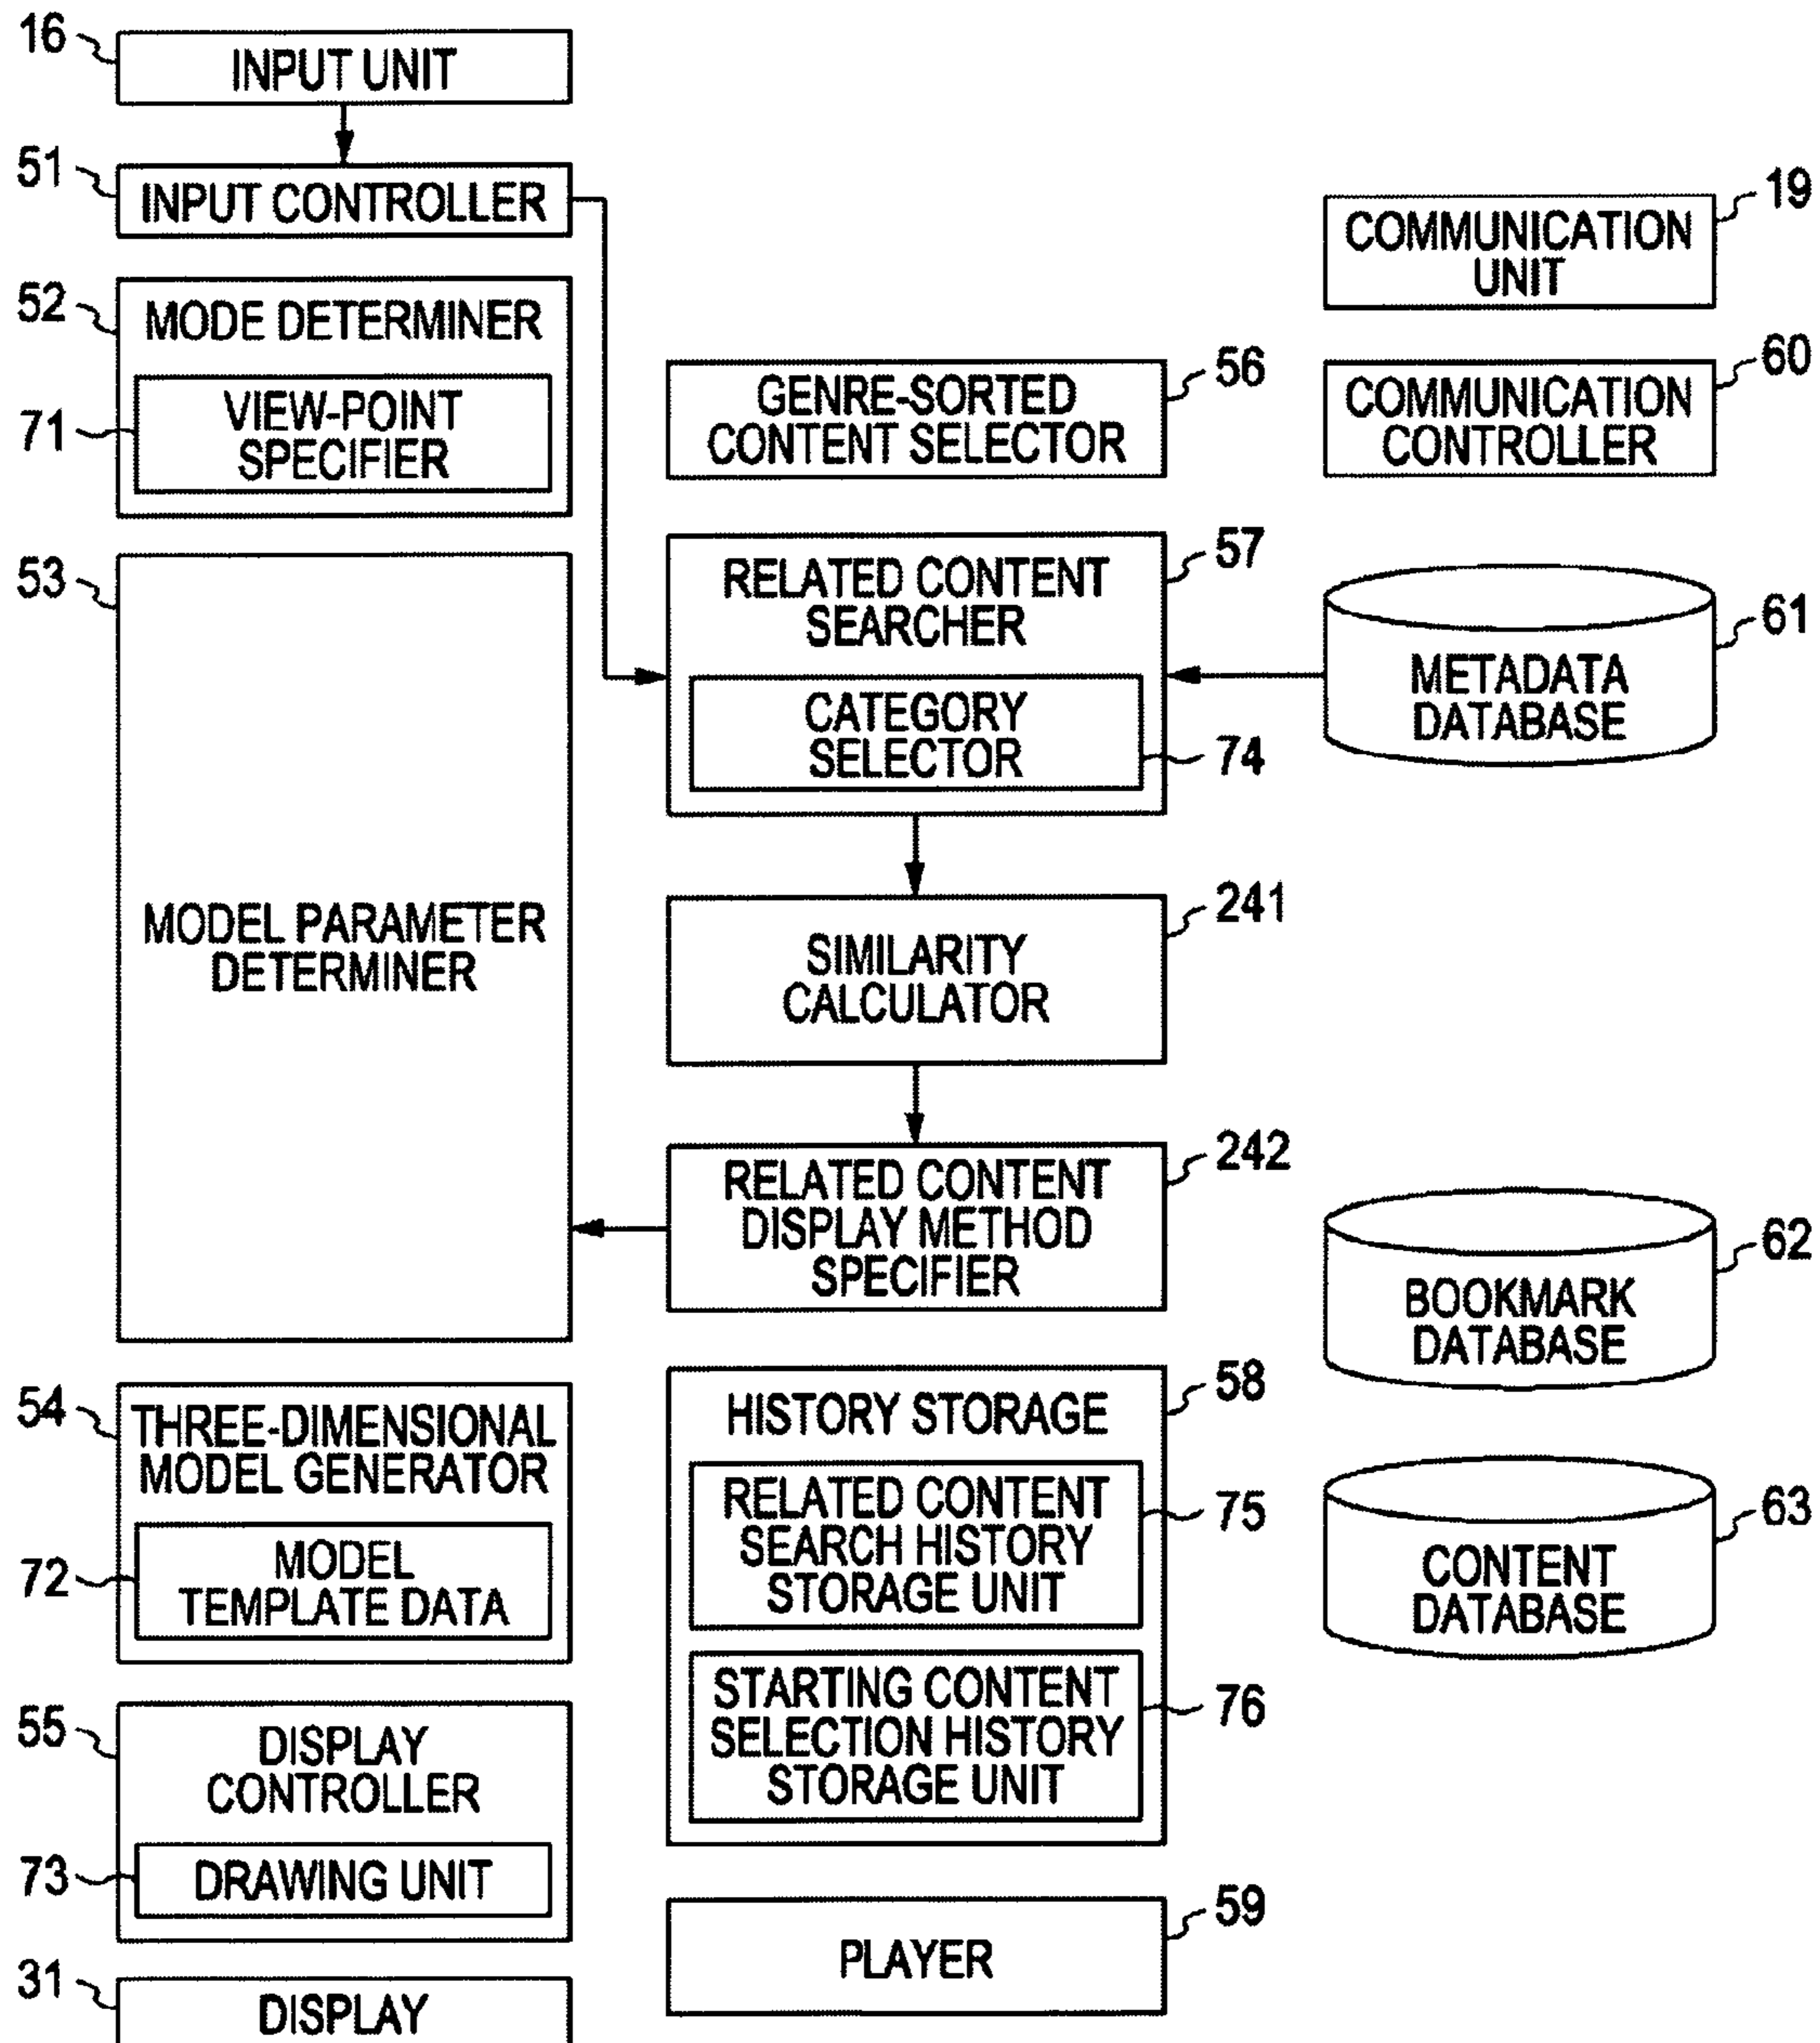 16
INPUT UNIT
51
INPUT CONTROLLER
52
MODE DETERMINER
71
VIEW-POINT
SPECIFIER
53
MODEL PARAMETER
DETERMINER
54
THREE-DIMENSIONAL
MODEL GENERATOR
72
MODEL
TEMPLATE DATA
55
DISPLAY
CONTROLLER
73
DRAWING UNIT
31
DISPLAY
56
GENRE-SORTED
CONTENT SELECTOR
57
RELATED CONTENT
SEARCHER
CATEGORY
SELECTOR
74
241
SIMILARITY
CALCULATOR
242
RELATED CONTENT
DISPLAY METHOD
SPECIFIER
58
HISTORY STORAGE
RELATED CONTENT
SEARCH HISTORY
STORAGE UNIT
75
STARTING CONTENT
SELECTION HISTORY
STORAGE UNIT
76
59
PLAYER
19
COMMUNICATION
UNIT
60
COMMUNICATION
CONTROLLER
61
METADATA
DATABASE
62
BOOKMARK
DATABASE
63
CONTENT
DATABASE